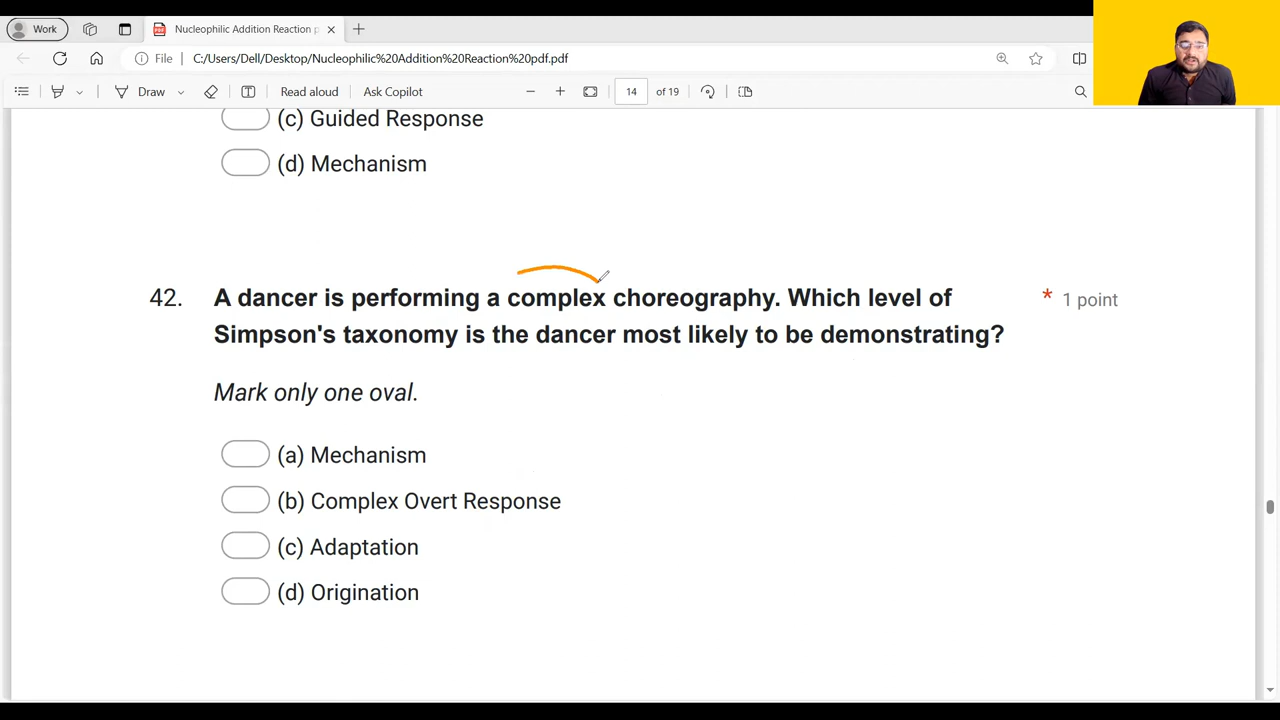 Work
Nucleophilic Addition Reaction p
File
C:/Users/Dell/Desktop/Nucleophilic%20Addition%20Reaction%20pdf.pdf
Draw
Read aloud
Ask Copilot
14 of 19
(c) Guided Response
(d) Mechanism
42. A dancer is performing a complex choreography. Which level of * 1 point
Simpson's taxonomy is the dancer most likely to be demonstrating?
Mark only one oval.
(a) Mechanism
(b) Complex Overt Response
(c) Adaptation
(d) Origination